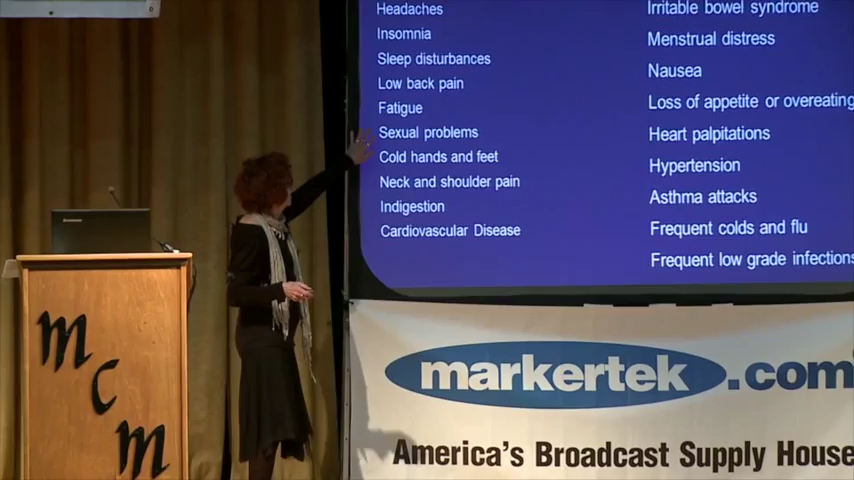 Headaches
Insomnia
Sleep disturbances
Low back pain
Fatigue
Sexual problems
Cold hands and feet
Neck and shoulder pain
Indigestion
Cardiovascular Disease
Irritable bowel syndrome
Menstrual distress
Nausea
Loss of appetite or overeating
Heart palpitations
Hypertension
Asthma attacks
Frequent colds and flu
Frequent low grade infections
markertek.com
America's Broadcast Supply House
mcm